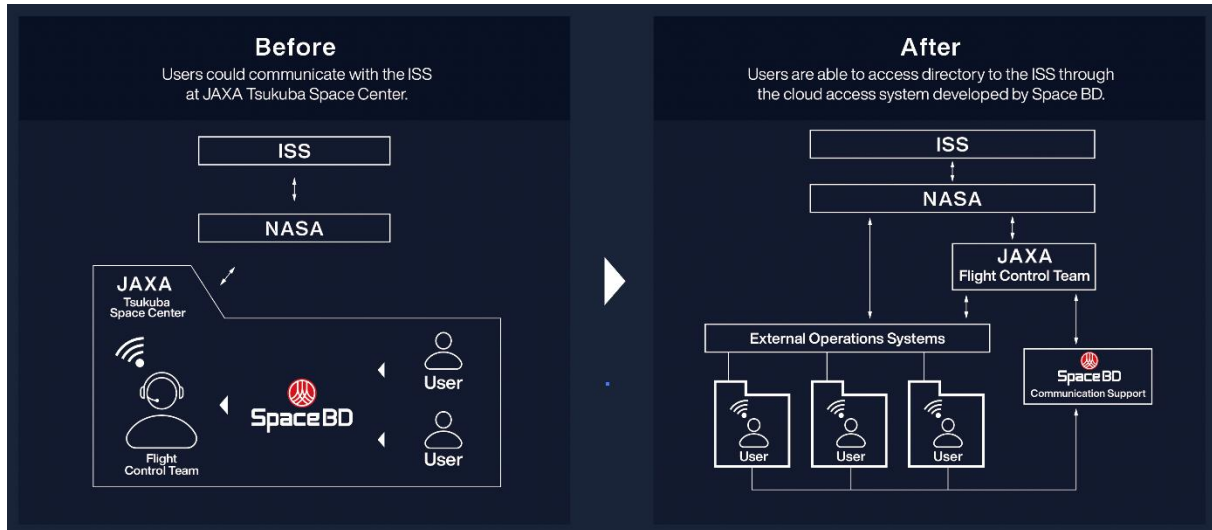 Before
Users could communicate with the ISS
at JAXA Tsukuba Space Center.
ISS
NASA
JAXA
Tsukuba
Space Center
Flight
Control Team
SpaceBD
User
User
After
Users are able to access directory to the ISS through
the cloud access system developed by Space BD.
ISS
NASA
JAXA
Flight Control Team
External Operations Systems
SpaceBD
Communication Support
User
User
User